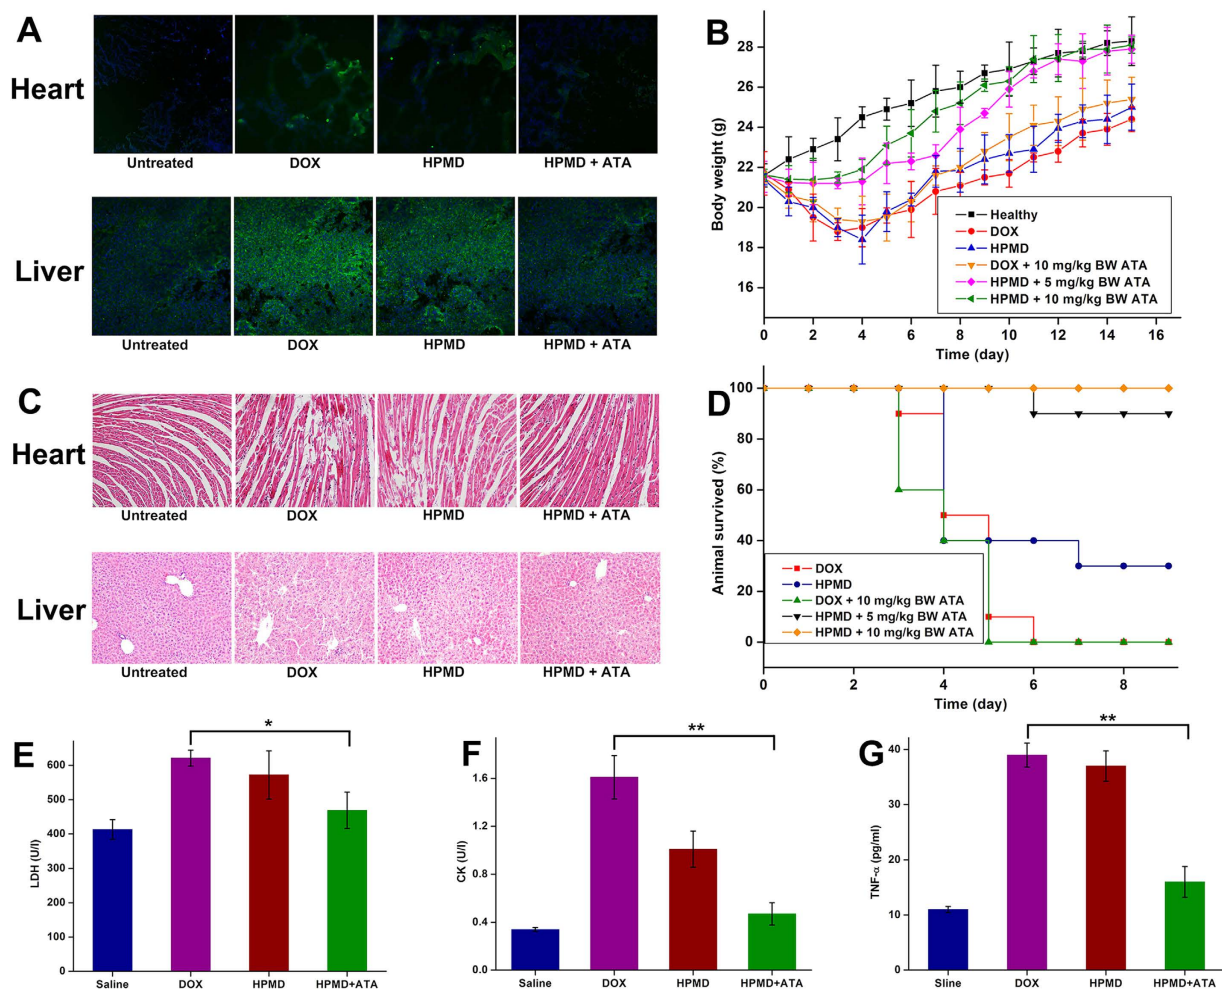 A
Heart
Untreated
DOX
HPMD
HPMD + ATA
Liver
Untreated
DOX
HPMD
HPMD + ATA
B
Body weight (g)
28
26
24
22
20
18
16
0
2
4
6
8
10
12
14
16
Time (day)
Healthy
DOX
HPMD
DOX + 10 mg/kg BW ATA
HPMD + 5 mg/kg BW ATA
HPMD + 10 mg/kg BW ATA
C
Heart
Untreated
DOX
HPMD
HPMD + ATA
Liver
Untreated
DOX
HPMD
HPMD + ATA
D
Animal survived (%)
100
80
60
40
20
0
0
2
4
6
8
Time (day)
DOX
HPMD
DOX + 10 mg/kg BW ATA
HPMD + 5 mg/kg BW ATA
HPMD + 10 mg/kg BW ATA
E
LDH (U/l)
600
500
400
300
200
100
0
*
Saline
DOX
HPMD
HPMD+ATA
F
CK (U/l)
1.6
1.2
0.8
0.4
0.0
**
Saline
DOX
HPMD
HPMD+ATA
G
TNF-α (pg/ml)
40
30
20
10
0
**
Sline
DOX
HPMD
HPMD+ATA